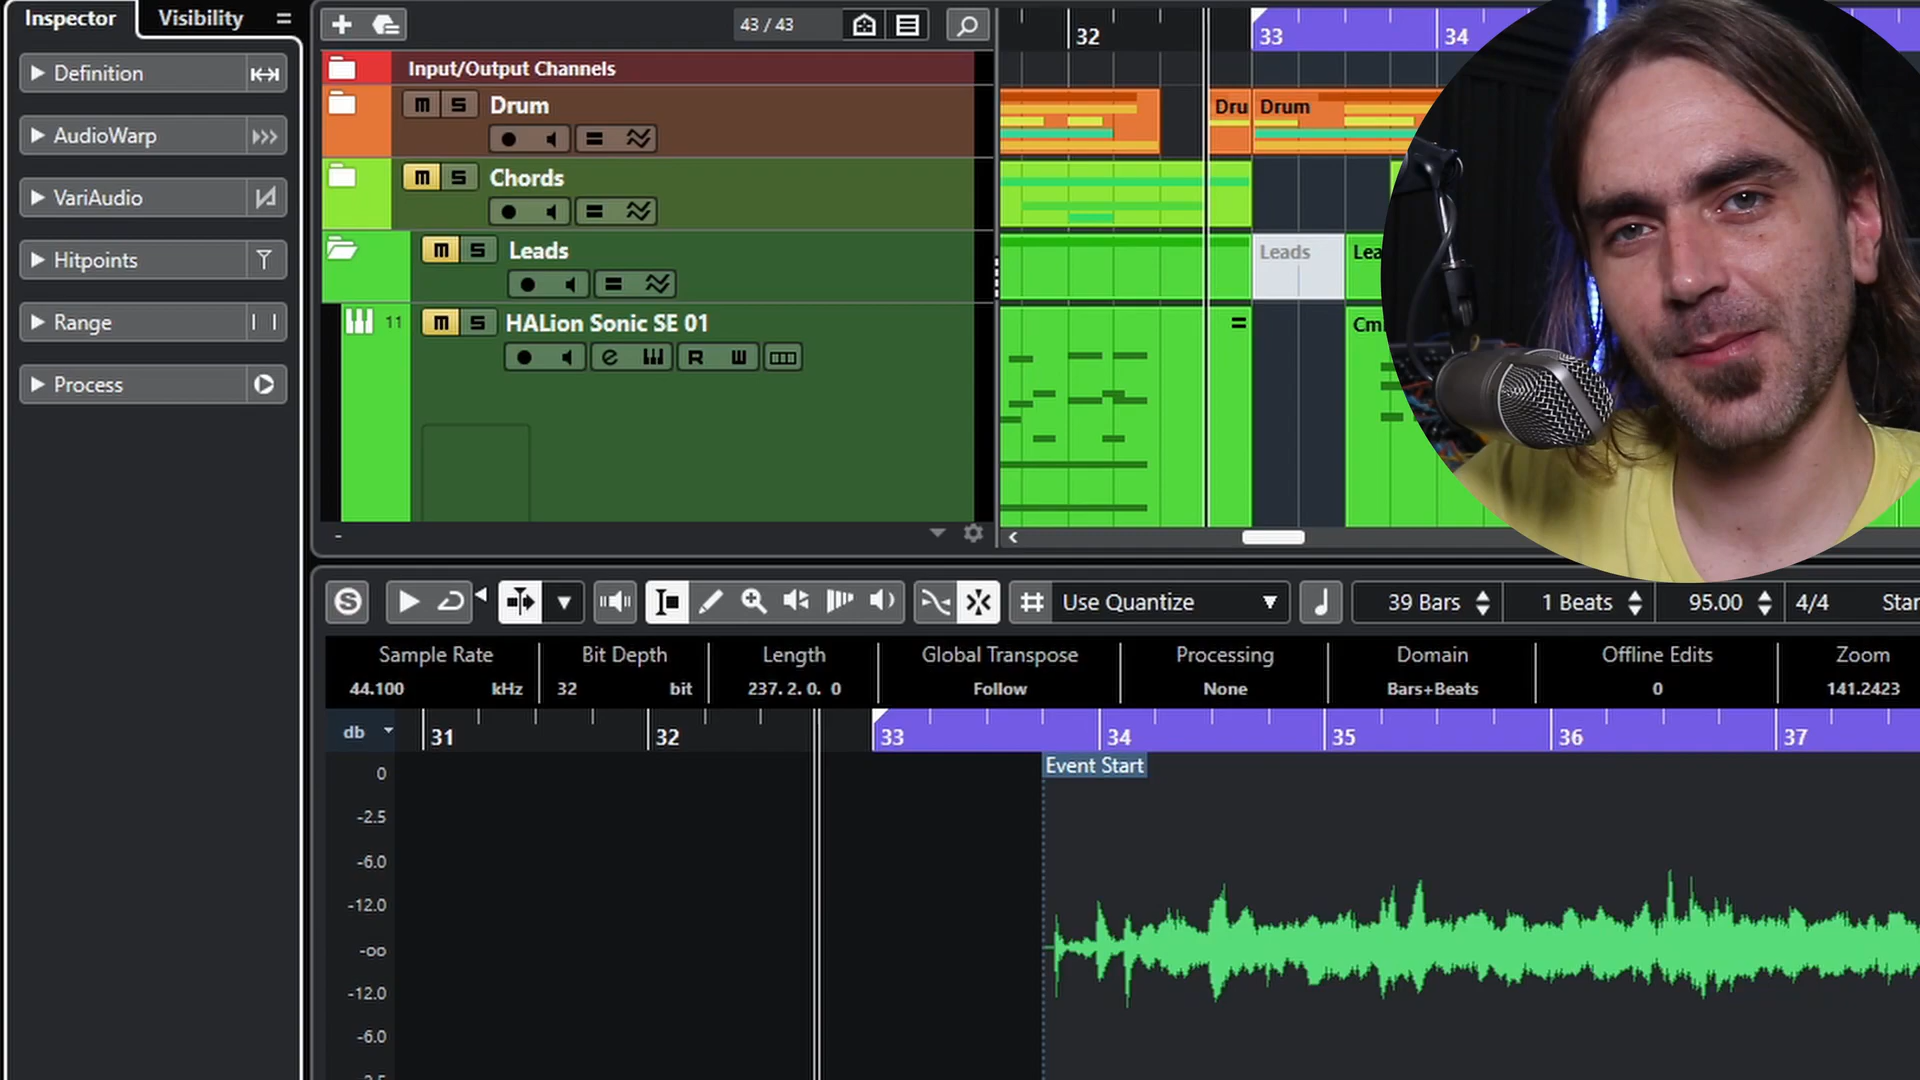 Inspector
Visibility
Definition
AudioWarp
VariAudio
Hitpoints
Range
Process
43 / 43
Input/Output Channels
M S Drum
M S Chords
M S Leads
11 M S HALion Sonic SE 01
e R W
32 33 34
Dru Drum
Leads Lea
Cm
Use Quantize 39 Bars 1 Beats 95.00 4/4 Star
Sample Rate Bit Depth Length Global Transpose Processing Domain Offline Edits Zoom
44.100 kHz 32 bit 237. 2. 0. 0 Follow None Bars+Beats 0 141.2423
db 31 32 33 34 35 36 37
Event Start
0
-2.5
-6.0
-12.0
-oo
-12.0
-6.0